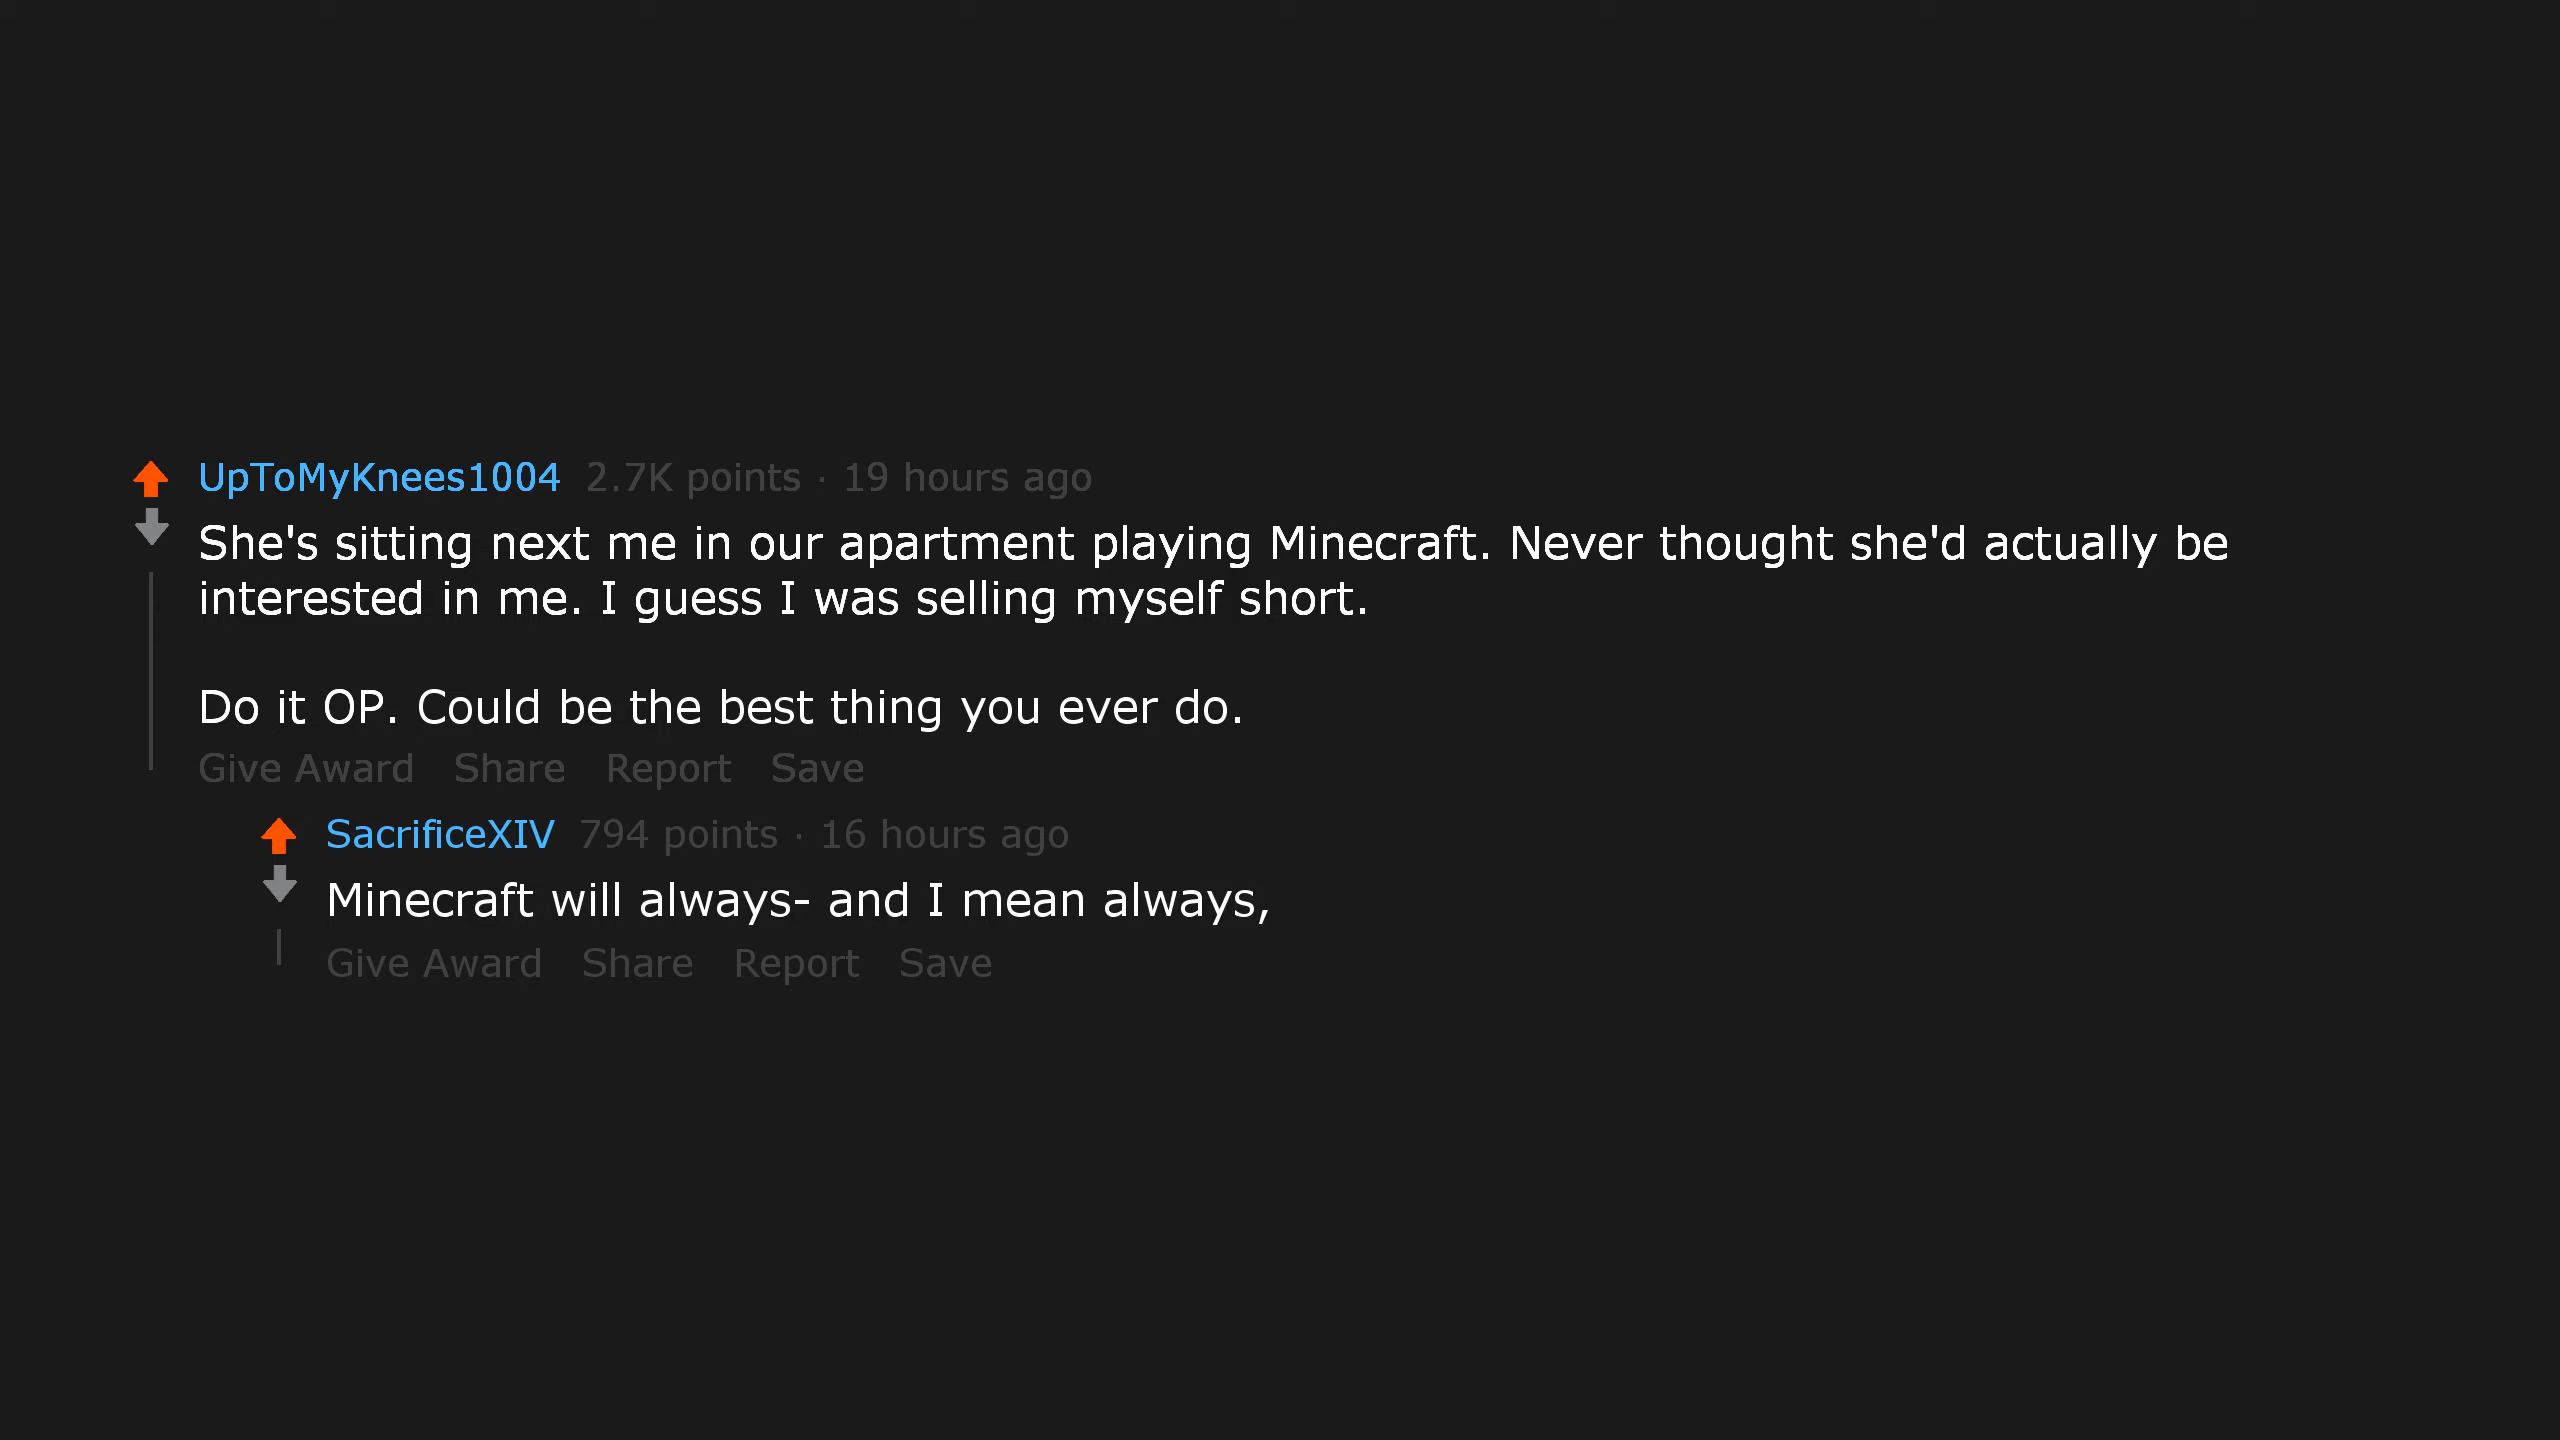 UpToMyKnees1004 2.7K points · 19 hours ago
She's sitting next me in our apartment playing Minecraft. Never thought she'd actually be
interested in me. I guess I was selling myself short.
Do it OP. Could be the best thing you ever do.
Give Award Share Report Save
SacrificeXIV 794 points · 16 hours ago
Minecraft will always- and I mean always,
Give Award Share Report Save